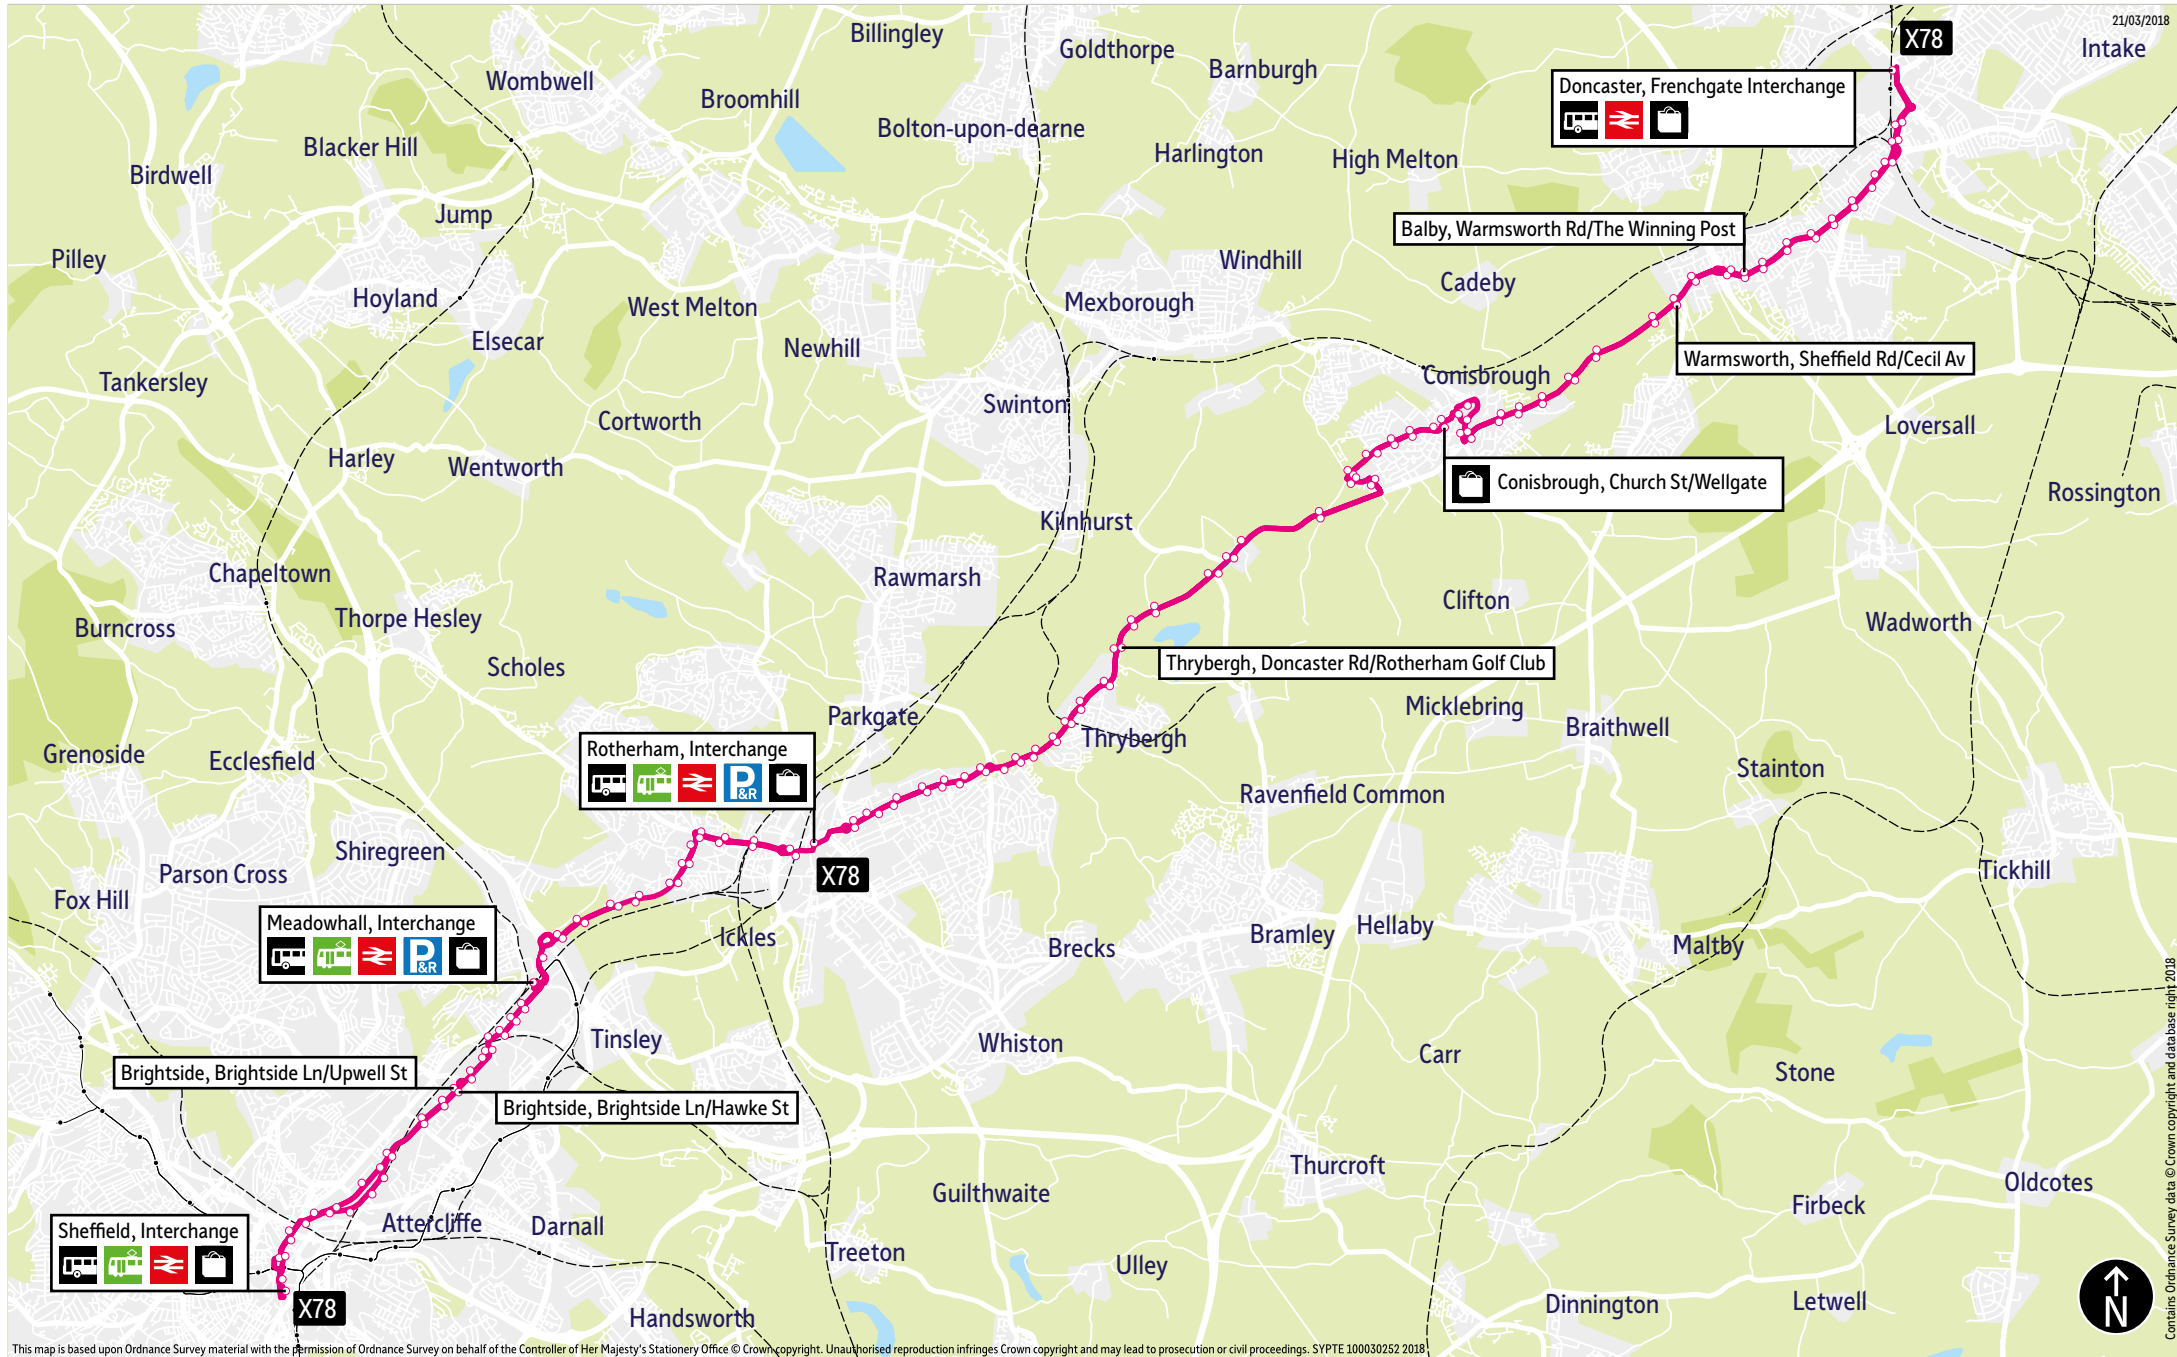 21/03/2018
X78
Intake
Billingley
Goldthorpe
Barnburgh
Wombwell
Doncaster, Frenchgate Interchange
Broomhill
Bolton-upon-dearne
Blacker Hill
Harlington
High Melton
Birdwell
Jump
Balby, Warmsworth Rd/The Winning Post
Pilley
Windhill
Cadeby
Hoyland
West Melton
Mexborough
Elsecar
Newhill
Warmsworth, Sheffield Rd/Cecil Av
Tankersley
Conisbrough
Swinton
Cortworth
Loversall
Harley
Wentworth
Conisbrough, Church St/Wellgate
Rossington
Kilnhurst
Chapeltown
Rawmarsh
Clifton
Thorpe Hesley
Burncross
Wadworth
Scholes
Thrybergh, Doncaster Rd/Rotherham Golf Club
Micklebring
Parkgate
Braithwell
Thrybergh
Rotherham, Interchange
P
&R
Grenoside
Ecclesfield
Stainton
Ravenfield Common
Shiregreen
Parson Cross
X78
Tickhill
Fox Hill
Meadowhall, Interchange
P
&R
Ickles
Bramley
Hellaby
Brecks
Maltby
Tinsley
Whiston
Carr
Brightside, Brightside Ln/Upwell St
Stone
Brightside, Brightside Ln/Hawke St
Thurcroft
Oldcotes
Guilthwaite
Firbeck
Attercliffe
Darnall
Sheffield, Interchange
Treeton
Ulley
X78
Handsworth
Dinnington
Letwell
N
Contains Ordnance Survey data © Crown copyright and database right 2018
This map is based upon Ordnance Survey material with the permission of Ordnance Survey on behalf of the Controller of Her Majesty's Stationery Office © Crown copyright. Unauthorised reproduction infringes Crown copyright and may lead to prosecution or civil proceedings. SYPTE 100030252 2018